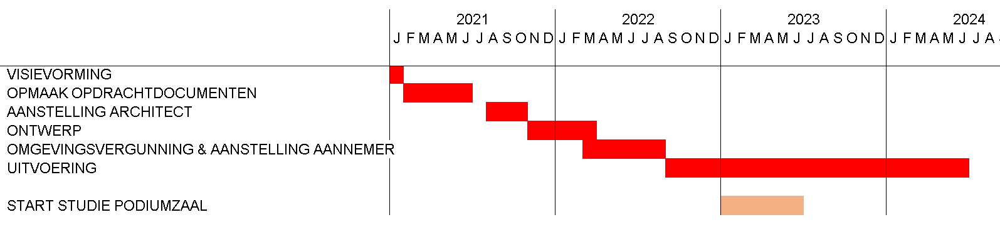 2021 2022 2023 2024
J F M A M J J A S O N D J F M A M J J A S O N D J F M A M J J A S O N D J F M A M J J A
VISIEVORMING
OPMAAK OPDRACHTDOCUMENTEN
AANSTELLING ARCHITECT
ONTWERP
OMGEVINGSVERGUNNING & AANSTELLING AANNEMER
UITVOERING
START STUDIE PODIUMZAAL